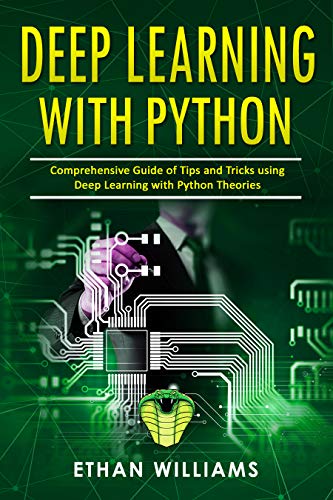 DEEP LEARNING
WITH PYTHON
Comprehensive Guide of Tips and Tricks using
Deep Learning with Python Theories
ETHAN WILLIAMS